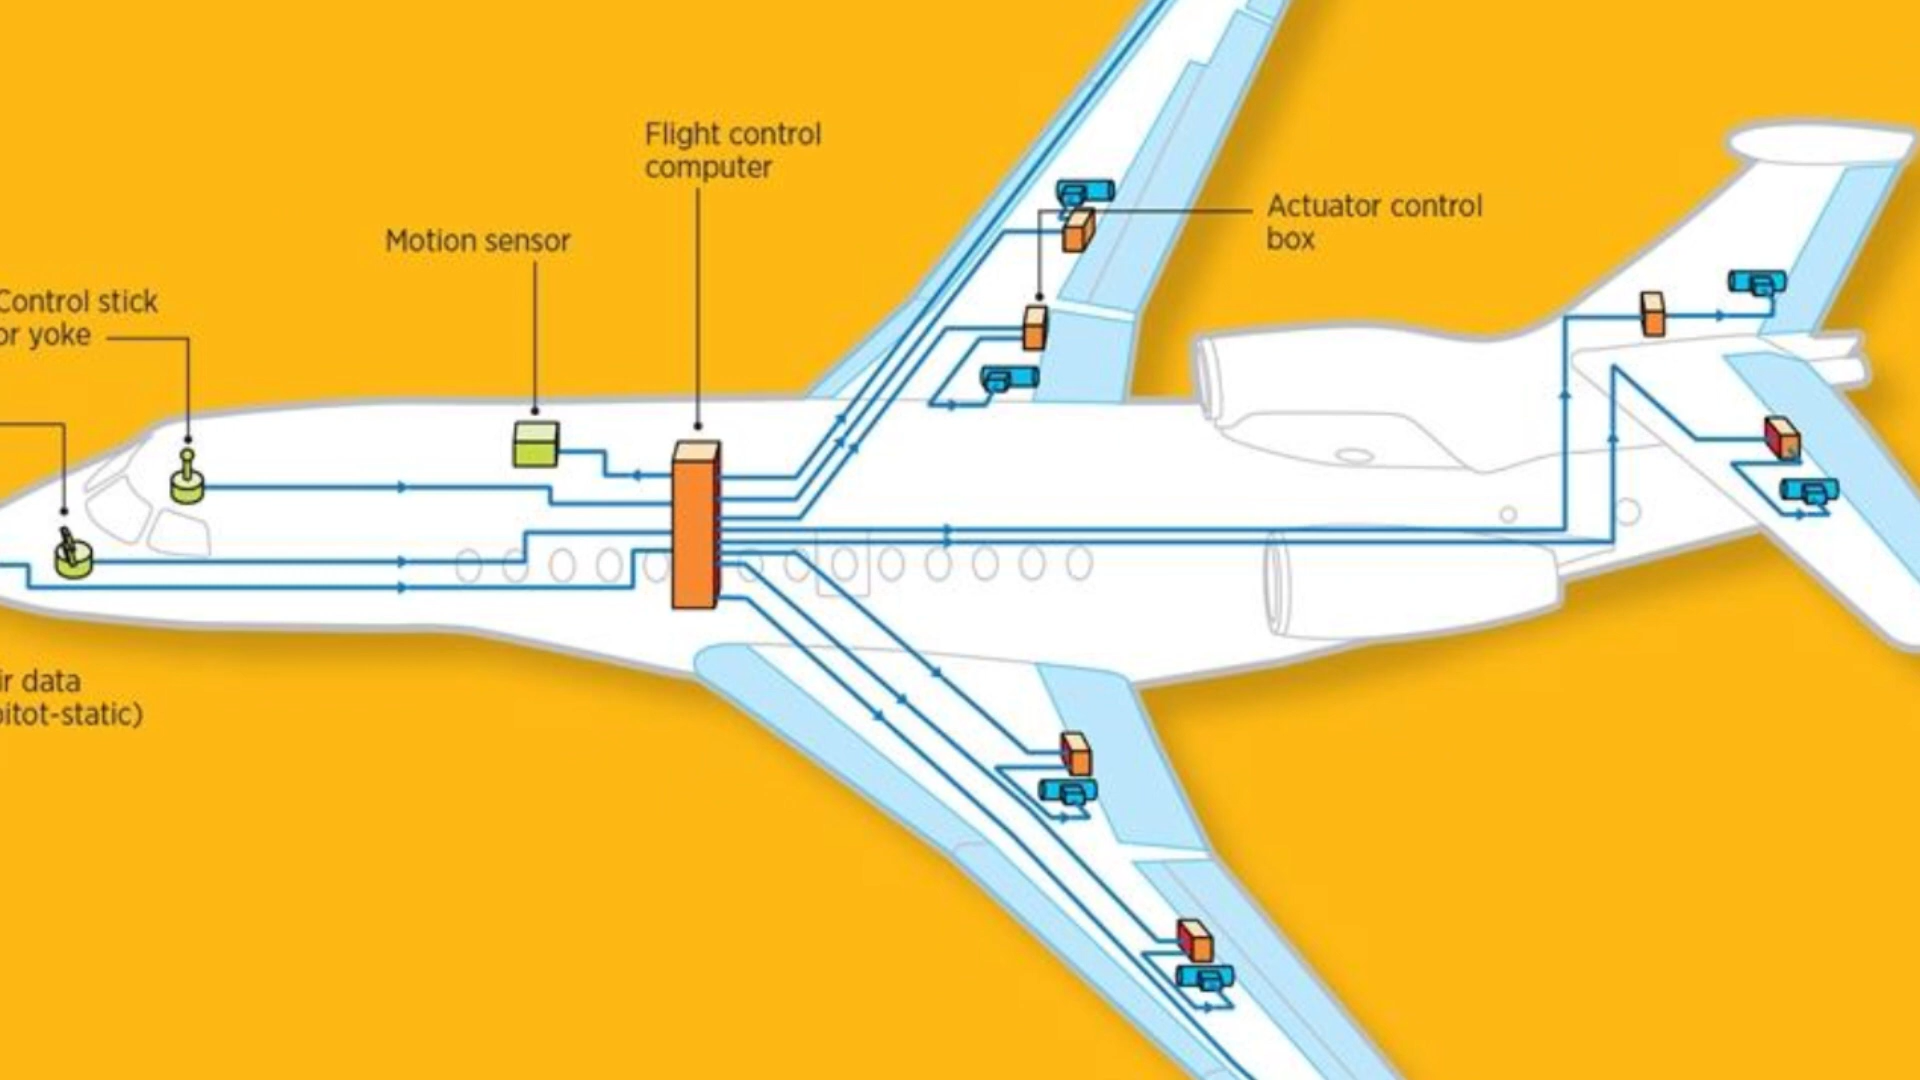 Flight control
computer
Motion sensor
Actuator control
box
Control stick
or yoke
ir data
pitot-static)